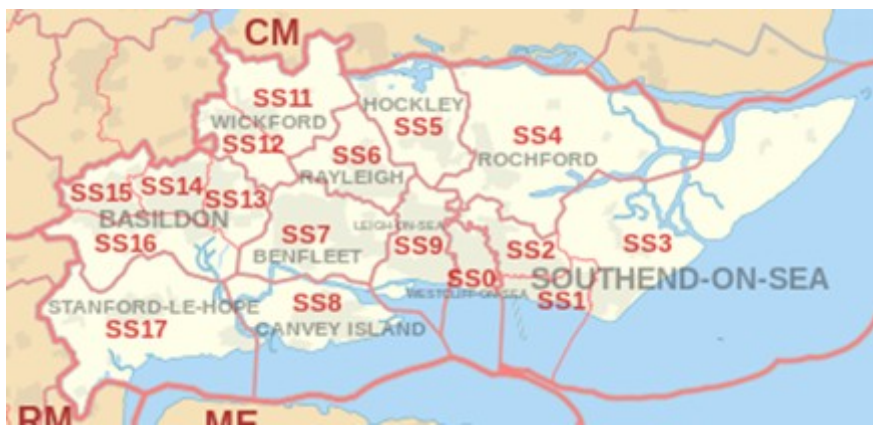 CM
SS11
WICKFORD
SS12
HOCKLEY
SS5
SS4
ROCHFORD
SS6
RAYLEIGH
SS15
SS14
SS13
BASILDON
SS16
SS7
BENFLEET
LEIGH-ON-SEA
SS9
SS2
SS3
SS0
SOUTHEND-ON-SEA
WESTCLIFF-ON-SEA
SS1
STANFORD-LE-HOPE
SS17
SS8
CANVEY ISLAND
RM
ME